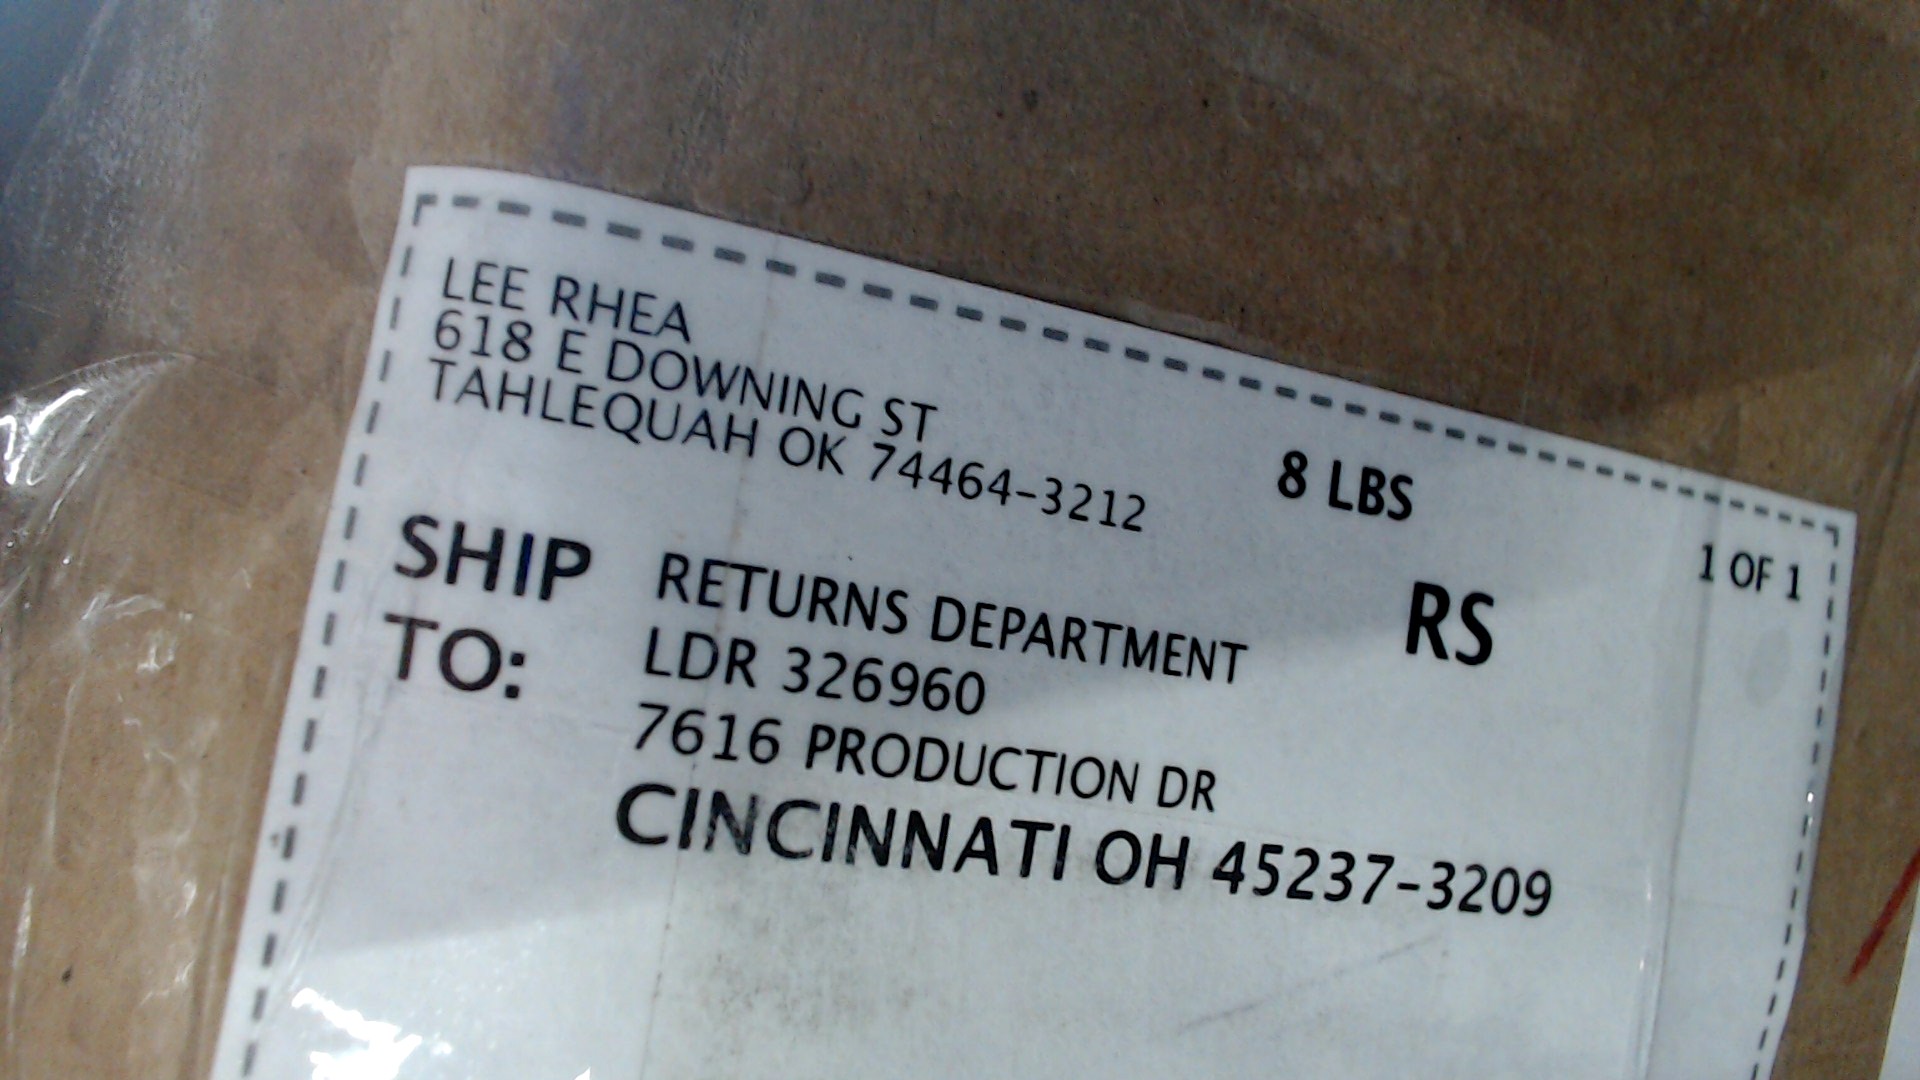 LEE RHEA
618 E DOWNING ST
TAHLEQUAH OK 74464-3212
8 LBS
1 OF 1
RS
SHIP TO:
RETURNS DEPARTMENT
LDR 326960
7616 PRODUCTION DR
CINCINNATI OH 45237-3209